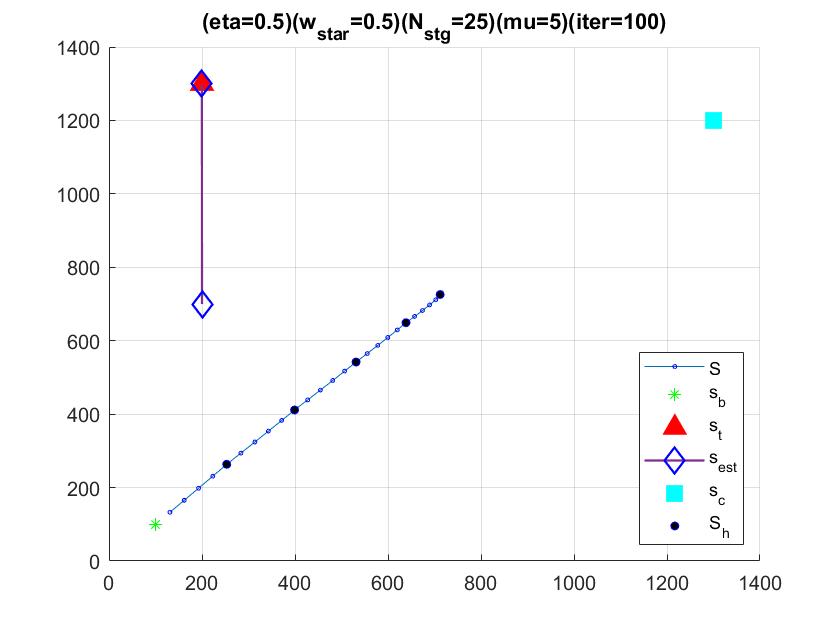 (eta=0.5)(w_star=0.5)(N_stg=25)(mu=5)(iter=100)
1400
1200
1000
800
600
400
200
0
0 200 400 600 800 1000 1200 1400
S
s_b
s_t
s_est
s_c
S_h